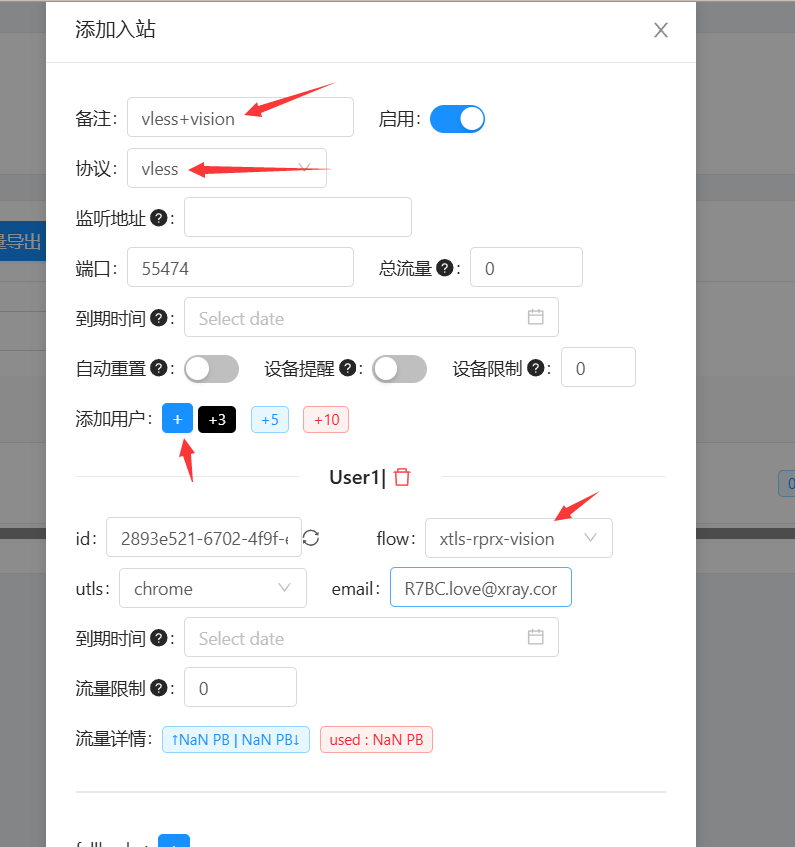 添加入站
备注: vless+vision 启用:
协议: vless
监听地址 ? :
量导出
端口: 55474 总流量 ? : 0
到期时间 ? : Select date
自动重置 ? : 设备提醒 ? : 设备限制 ? : 0
添加用户: + +3 +5 +10
User1|
id: 2893e521-6702-4f9f- flow: xtls-rprx-vision
utls: chrome email: R7BC.love@xray.cor
到期时间 ? : Select date
流量限制 ? : 0
流量详情: ↑NaN PB | NaN PB↓ used : NaN PB